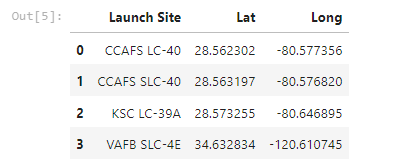 Out[5]:
Launch Site Lat Long
0 CCAFS LC-40 28.562302 -80.577356
1 CCAFS SLC-40 28.563197 -80.576820
2 KSC LC-39A 28.573255 -80.646895
3 VAFB SLC-4E 34.632834 -120.610745